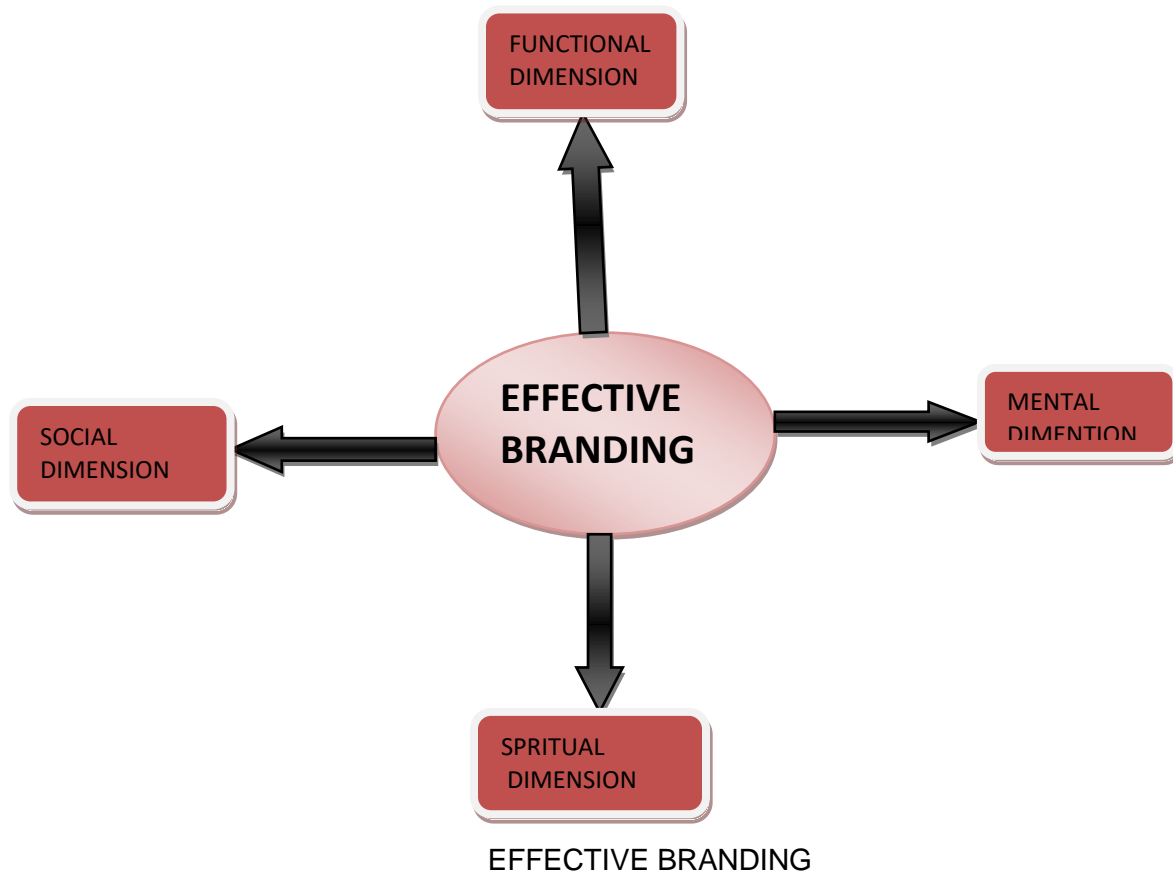 FUNCTIONAL
DIMENSION
EFFECTIVE
BRANDING
MENTAL
DIMENTION
SOCIAL
DIMENSION
SPRITUAL
DIMENSION
EFFECTIVE BRANDING